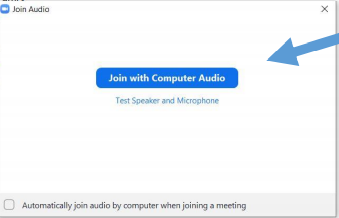 Join Audio
Join with Computer Audio
Test Speaker and Microphone
Automatically join audio by computer when joining a meeting